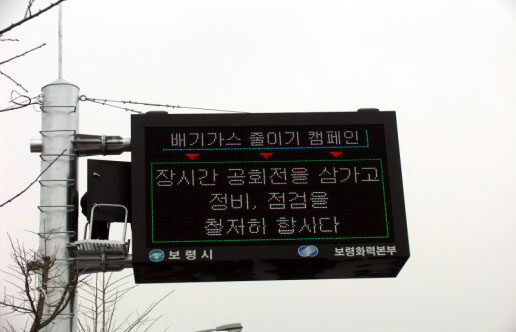 배기가스 줄이기 캠페인
장시간 공회전을 삼가고
정비, 점검을
철저히 합시다
보령시 보령화력본부